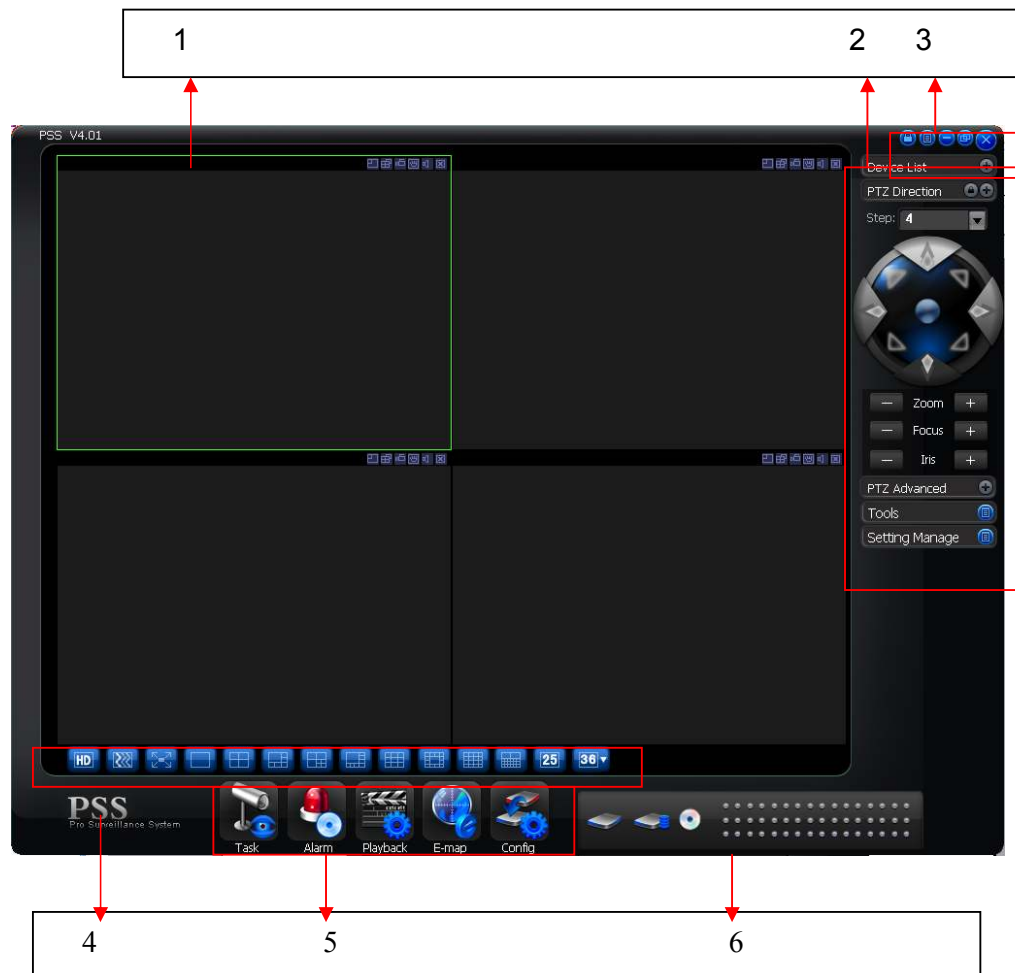 1 2 3
PSS V4.01
Device List
PTZ Direction
Step: 4
Zoom
Focus
Iris
PTZ Advanced
Tools
Setting Manage
HD 25 36
PSS
Pro Surveillance System
Task Alarm Playback E-map Config
4 5 6